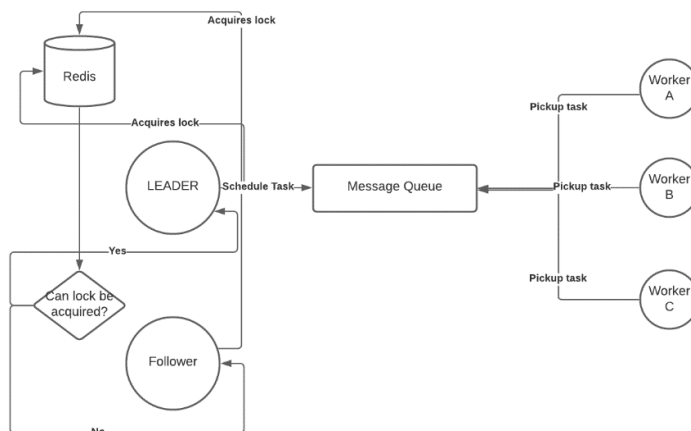 Acquires lock
Redis
Worker
A
Pickup task
Acquires lock
LEADER
Schedule Task
Message Queue
Pickup task
Worker
B
Yes
Pickup task
Worker
C
Can lock be
acquired?
Follower
No